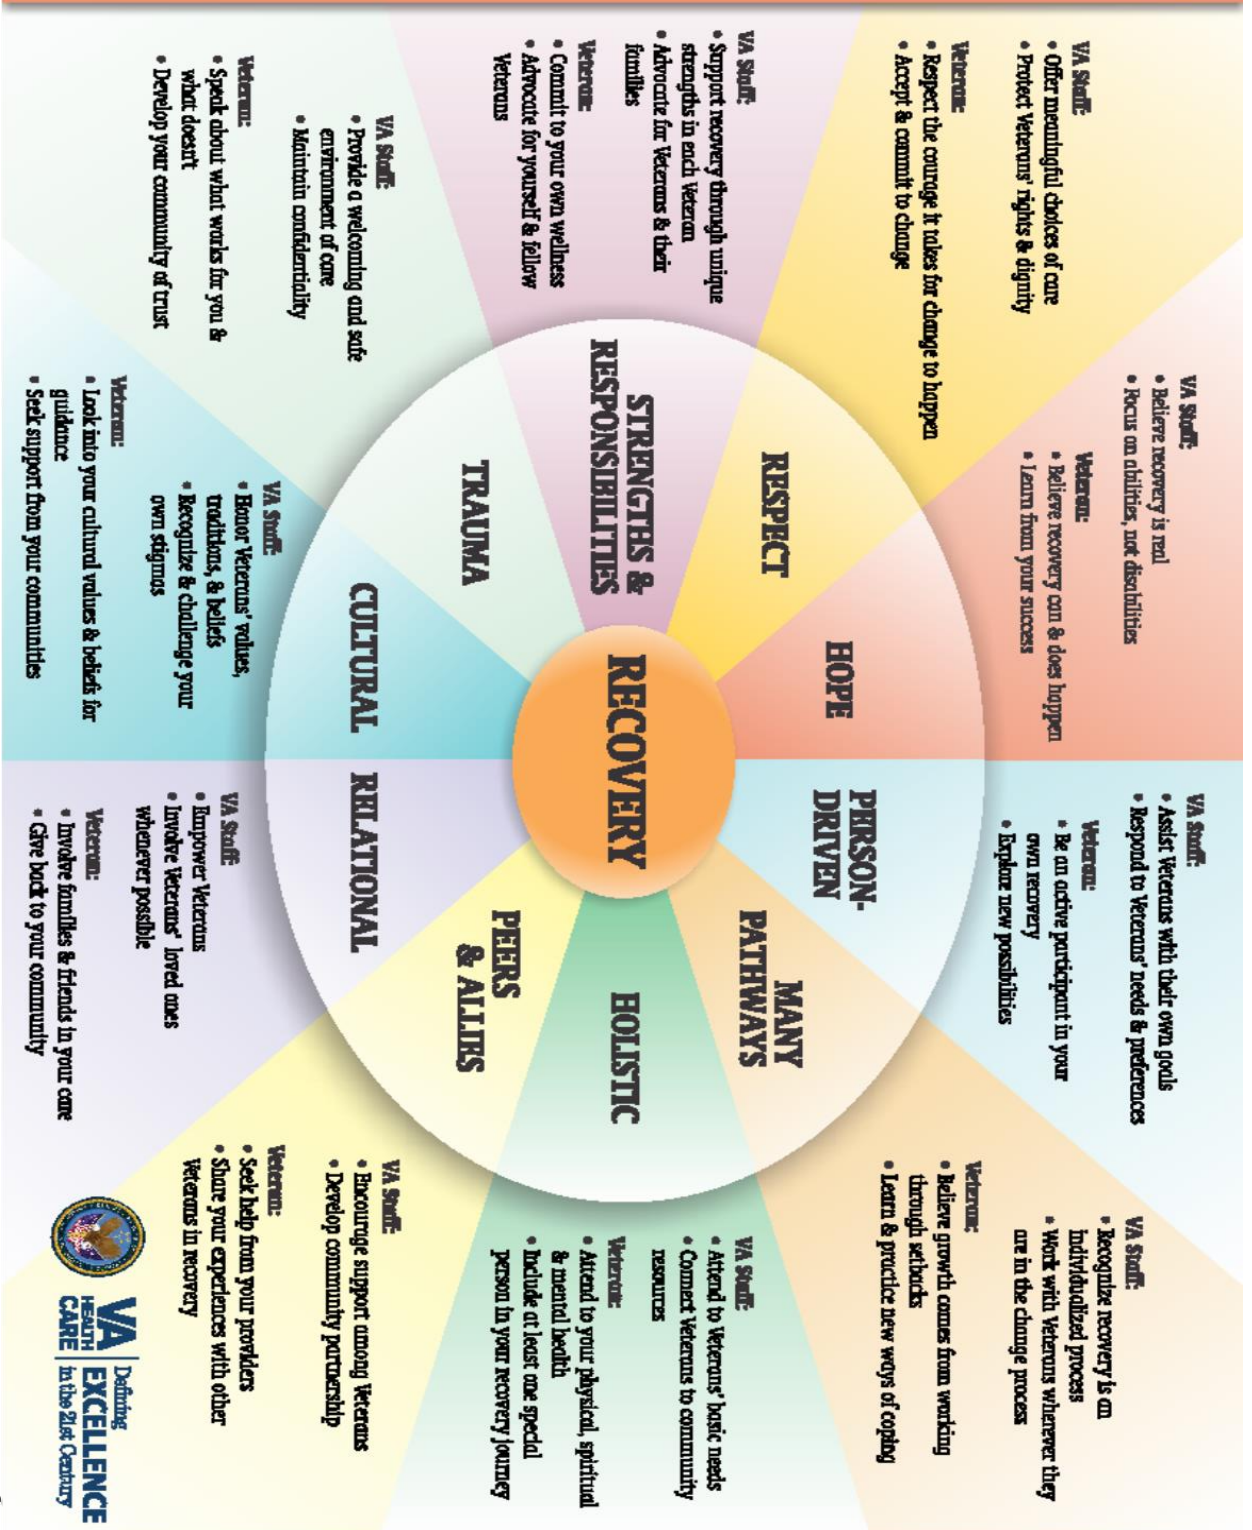 RECOVERY
HOPE
VA Staff:
• Believe recovery is real
• Focus on abilities, not disabilities
Veteran:
• Believe recovery can & does happen
• Learn from your success
PERSON-
DRIVEN
VA Staff:
• Assist Veterans with their own goals
• Respond to Veterans' needs & preferences
Veteran:
• Be an active participant in your
own recovery
• Explore new possibilities
MANY
PATHWAYS
VA Staff:
• Recognize recovery is an
individualized process
• Work with Veterans wherever they
are in the change process
Veteran:
• Believe growth comes from working
through setbacks
• Learn & practice new ways of coping
HOLISTIC
VA Staff:
• Attend to Veterans' basic needs
• Connect Veterans to community
resources
Veteran:
• Attend to your physical, spiritual
& mental health
• Include at least one special
person in your recovery journey
PEERS
& ALLIES
VA Staff:
• Encourage support among Veterans
• Develop community partnership
Veteran:
• Seek help from your providers
• Share your experiences with other
Veterans in recovery
RELATIONAL
VA Staff:
• Empower Veterans
• Involve Veterans' loved ones
whenever possible
Veteran:
• Involve families & friends in your care
• Give back to your community
CULTURAL
VA Staff:
• Honor Veterans' values,
traditions, & beliefs
• Recognize & challenge your
own stigmas
Veteran:
• Look into your cultural values & beliefs for
guidance
• Seek support from your communities
TRAUMA
VA Staff:
• Provide a welcoming and safe
environment of care
• Maintain confidentiality
Veteran:
• Speak about what works for you &
what doesn't
• Develop your community of trust
STRENGTHS &
RESPONSIBILITIES
VA Staff:
• Support recovery through unique
strengths in each Veteran
• Advocate for Veterans & their
families
Veteran:
• Commit to your own wellness
• Advocate for yourself & fellow
Veterans
RESPECT
VA Staff:
• Offer meaningful choices of care
• Protect Veterans' rights & dignity
Veteran:
• Respect the courage it takes for change to happen
• Accept & commit to change
VA
HEALTH
CARE
Defining
EXCELLENCE
in the 21st Century